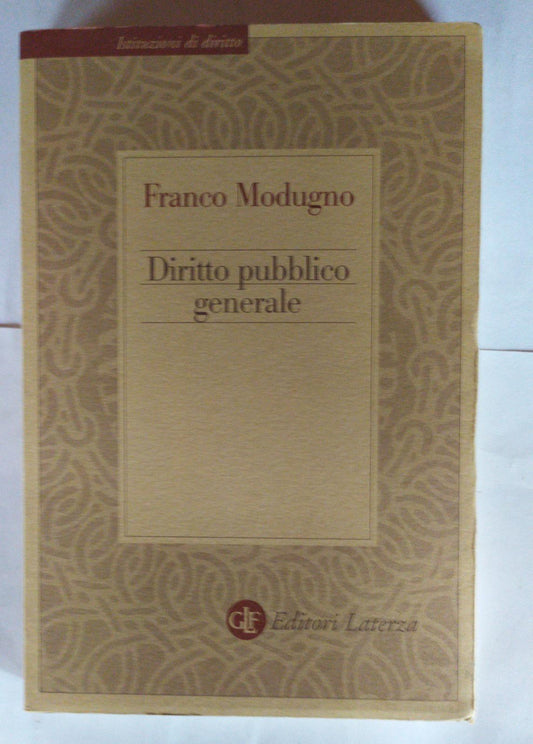 Istituzioni di diritto
Franco Modugno
Diritto pubblico
generale
GLF Editori Laterza